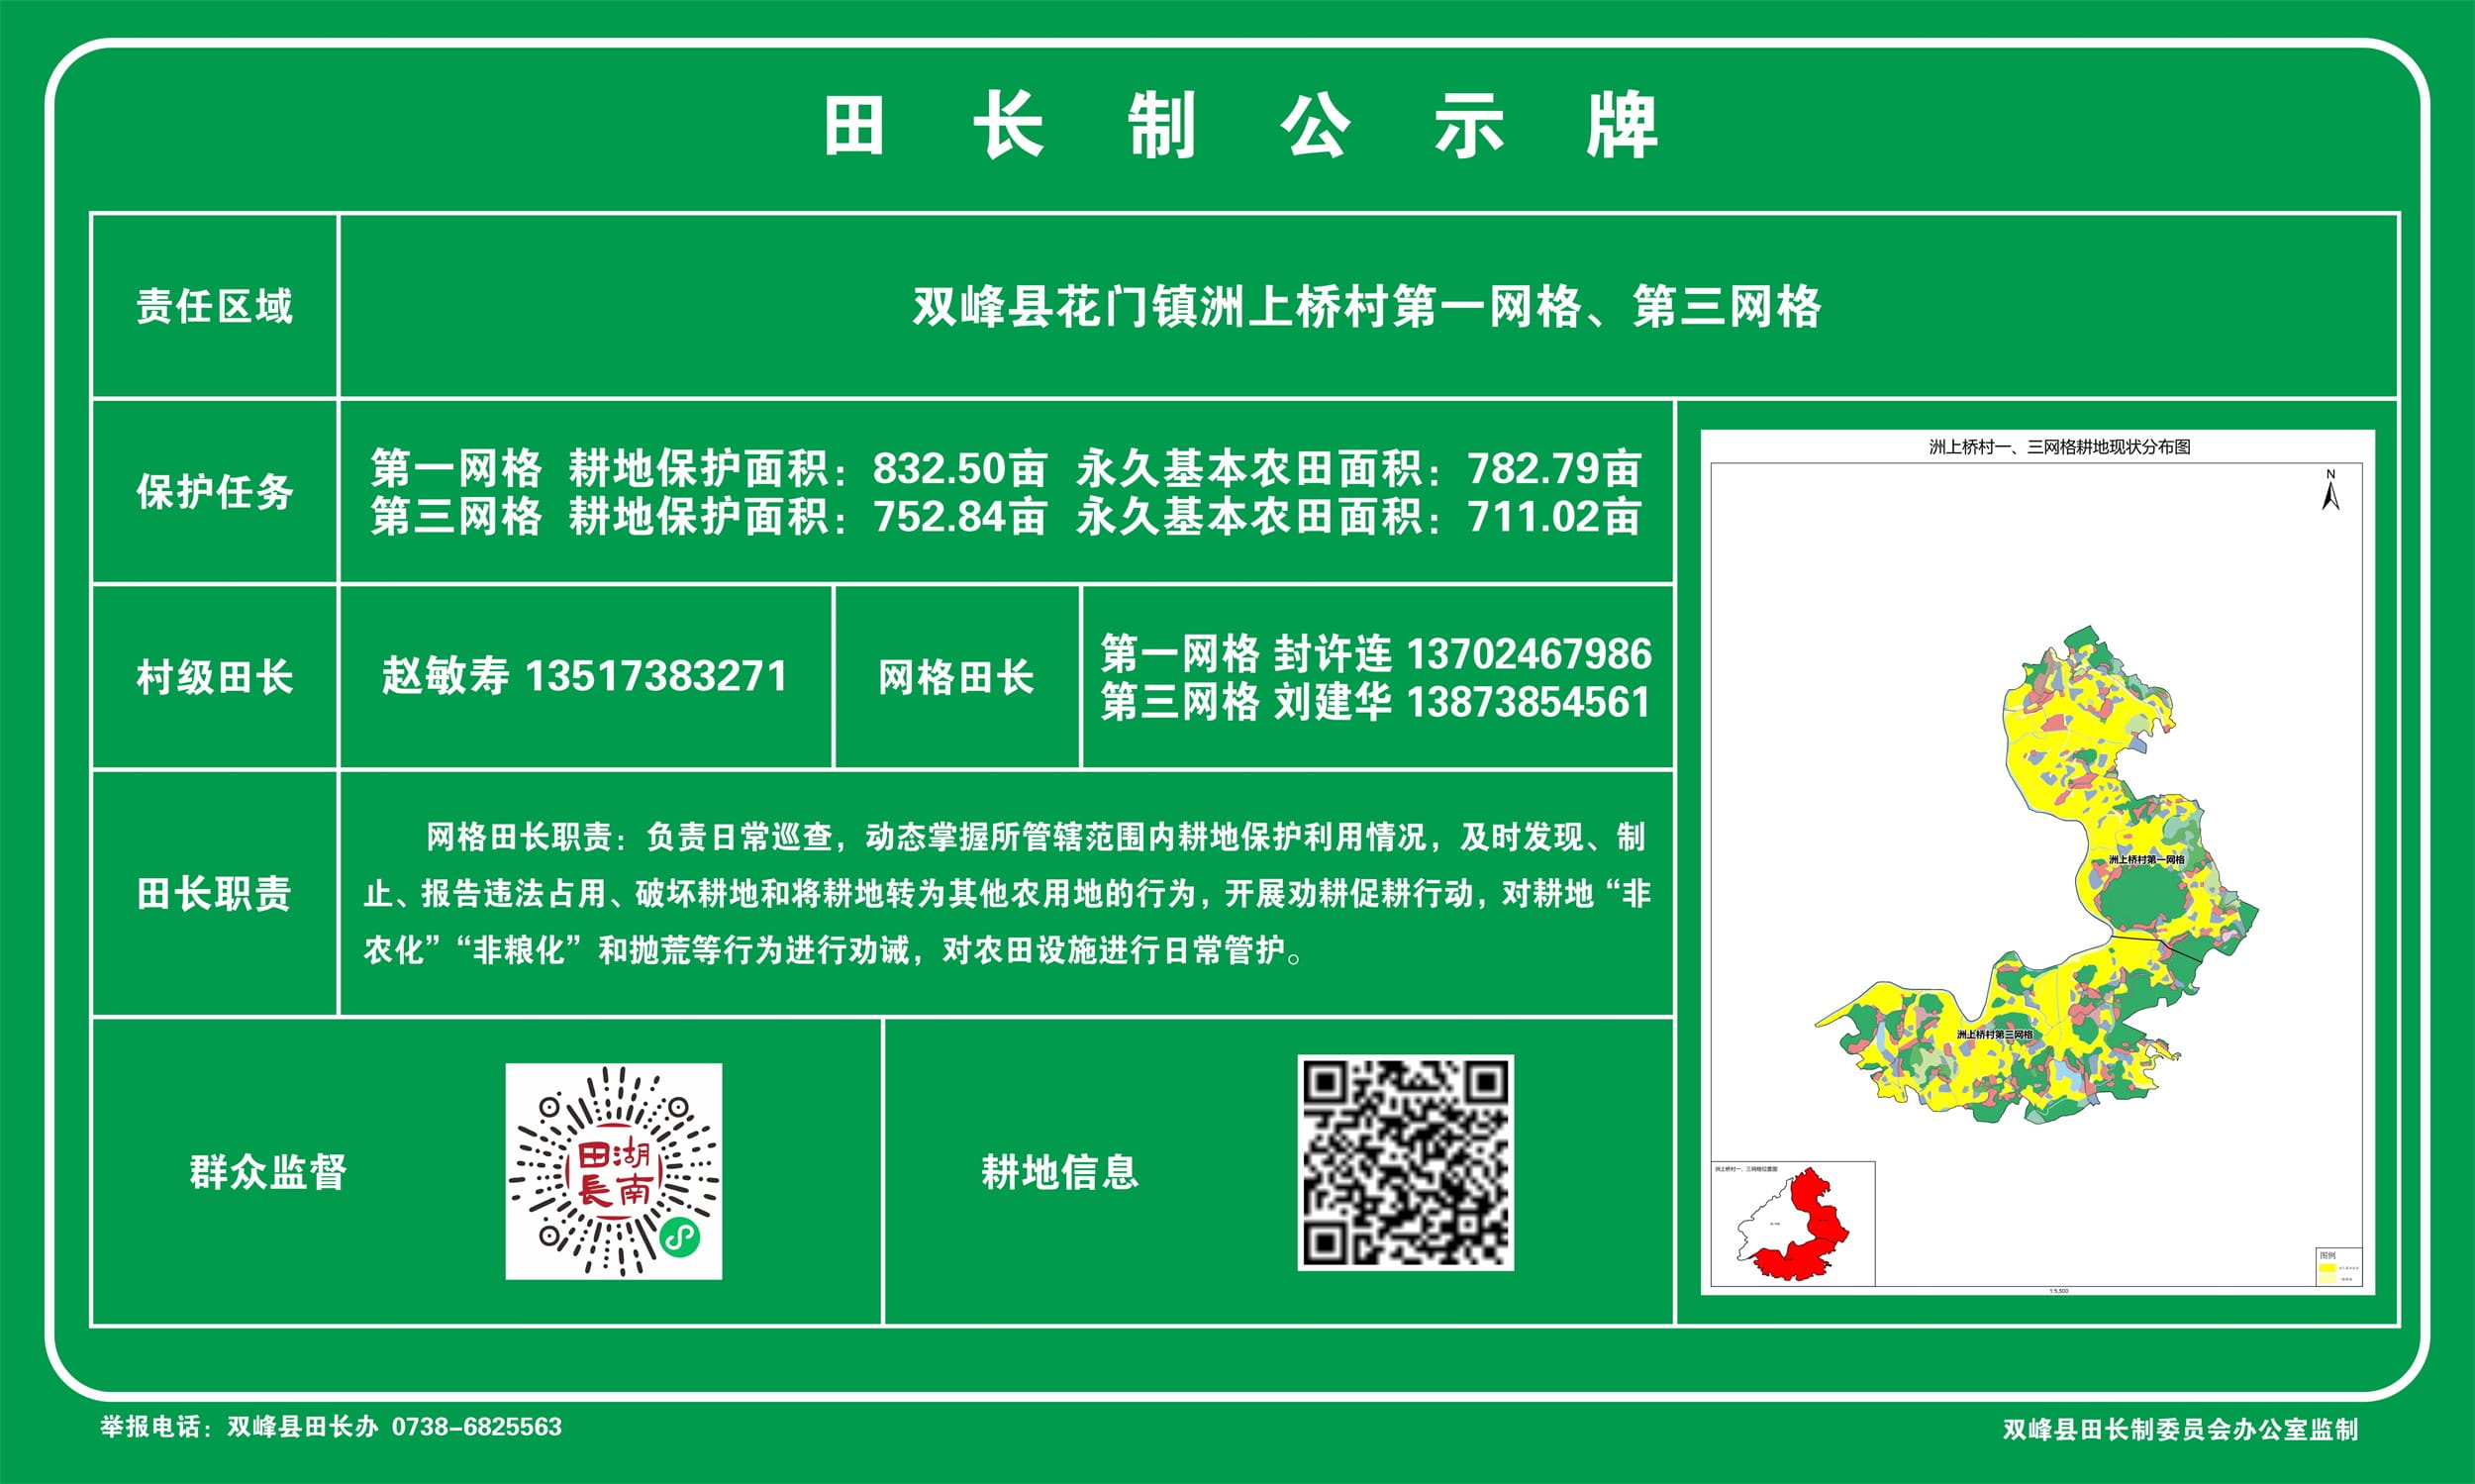 田长制公示牌
责任区域
双峰县花门镇洲上桥村第一网格、第三网格
保护任务
第一网格 耕地保护面积：832.50亩 永久基本农田面积：782.79亩
第三网格 耕地保护面积：752.84亩 永久基本农田面积：711.02亩
村级田长
赵敏寿 13517383271
网格田长
第一网格 封许连 13702467986
第三网格 刘建华 13873854561
田长职责
网格田长职责：负责日常巡查，动态掌握所管辖范围内耕地保护利用情况，及时发现、制
止、报告违法占用、破坏耕地和将耕地转为其他农用地的行为，开展劝耕促耕行动，对耕地“非
农化”“非粮化”和抛荒等行为进行劝诫，对农田设施进行日常管护。
群众监督
湖南
田長
耕地信息
洲上桥村一、三网格耕地现状分布图
N
洲上桥村第一网格
洲上桥村第三网格
洲上桥村一、三网格位置图
图例
1:5,500
举报电话：双峰县田长办 0738-6825563
双峰县田长制委员会办公室监制